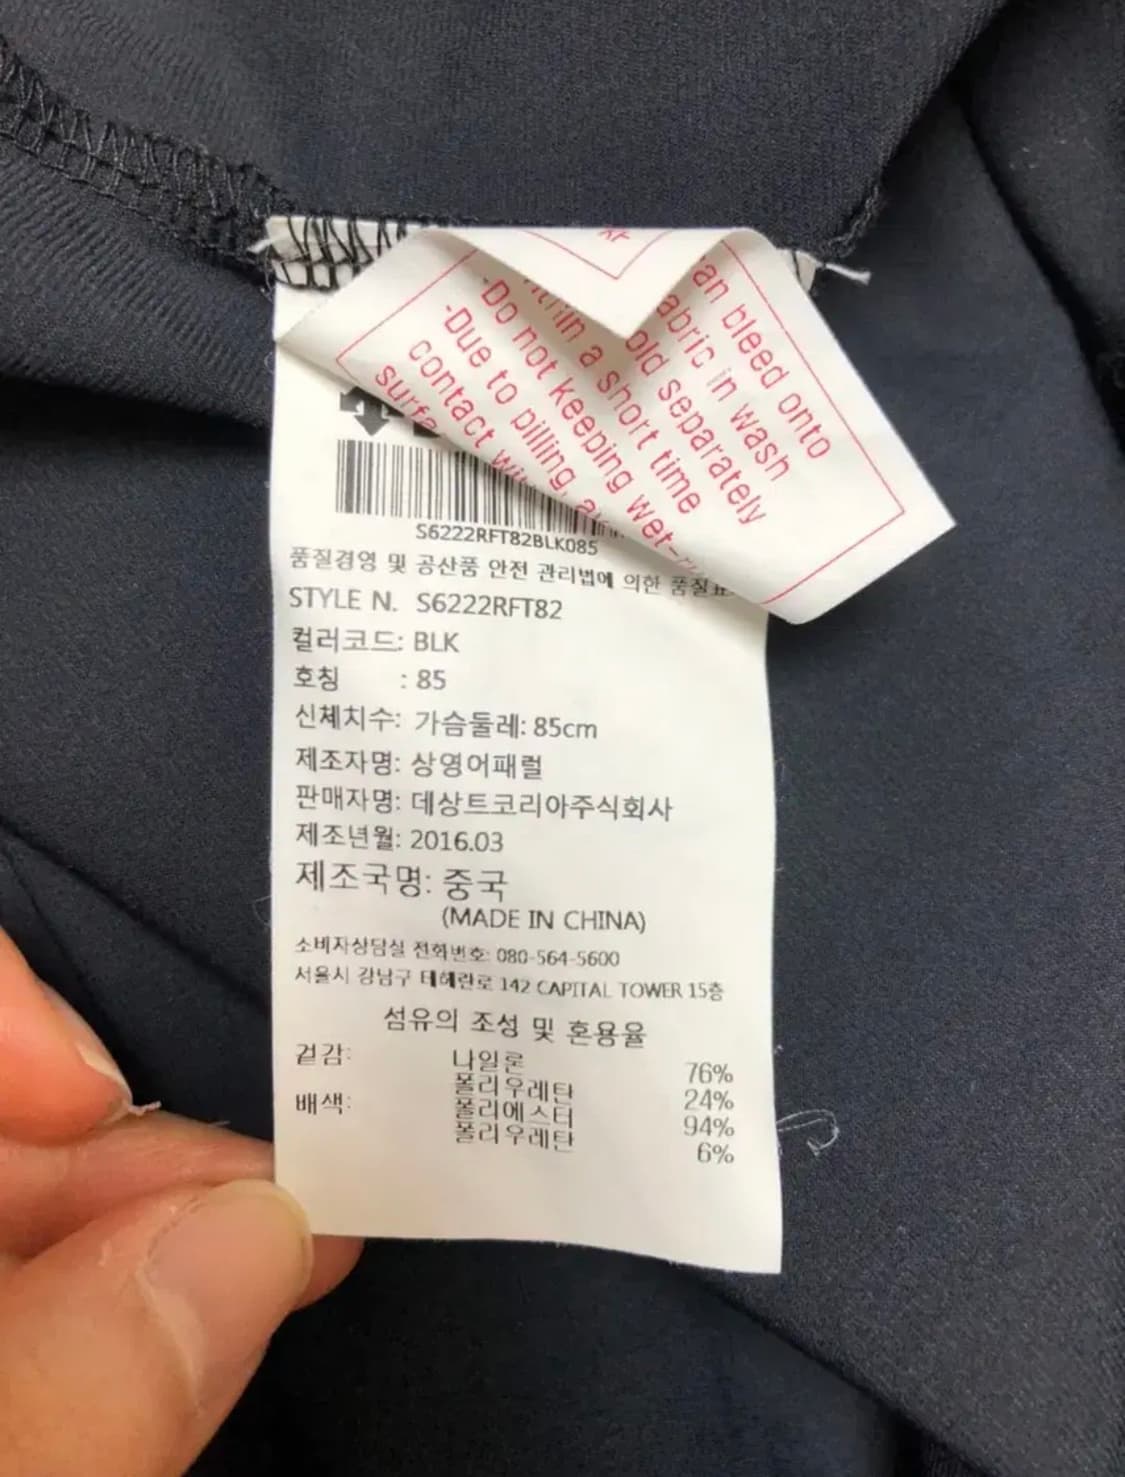 an bleed onto
abric in wash
old separately
in a short time
-Do not keeping wet-
-Due to pilling,
contact
surfa
S6222RFT82BLK085
품질경영 및 공산품 안전 관리법에 의한 품질표
STYLE N. S6222RFT82
컬러코드: BLK
호칭 : 85
신체치수: 가슴둘레: 85cm
제조자명: 상영어패럴
판매자명: 데상트코리아주식회사
제조년월: 2016.03
제조국명: 중국
(MADE IN CHINA)
소비자상담실 전화번호: 080-564-5600
서울시 강남구 테헤란로 142 CAPITAL TOWER 15층
섬유의 조성 및 혼용율
겉감: 나일론 76%
폴리우레탄 24%
배색: 폴리에스터 94%
폴리우레탄 6%